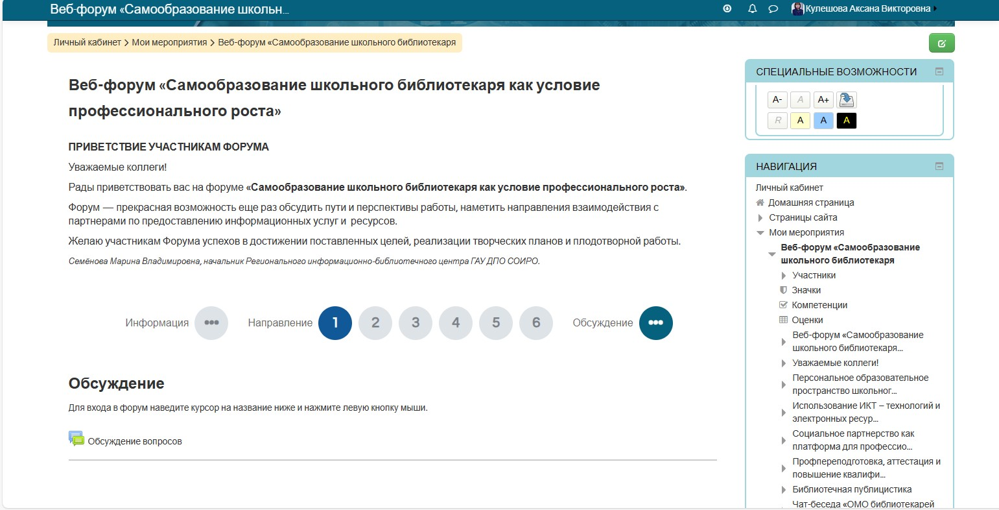 Веб-форум «Самообразование школьн...
Кулешова Аксана Викторовна
Личный кабинет > Мои мероприятия > Веб-форум «Самообразование школьного библиотекаря
Веб-форум «Самообразование школьного библиотекаря как условие
профессионального роста»
ПРИВЕТСТВИЕ УЧАСТНИКАМ ФОРУМА
Уважаемые коллеги!
Рады приветствовать вас на форуме «Самообразование школьного библиотекаря как условие профессионального роста».
Форум — прекрасная возможность еще раз обсудить пути и перспективы работы, наметить направления взаимодействия с
партнерами по предоставлению информационных услуг и ресурсов.
Желаю участникам Форума успехов в достижении поставленных целей, реализации творческих планов и плодотворной работы.
Семёнова Марина Владимировна, начальник Регионального информационно-библиотечного центра ГАУ ДПО СОИРО.
Информация ••• Направление 1 2 3 4 5 6 Обсуждение •••
Обсуждение
Для входа в форум наведите курсор на название ниже и нажмите левую кнопку мыши.
Обсуждение вопросов
СПЕЦИАЛЬНЫЕ ВОЗМОЖНОСТИ
A- A A+
R A A A
НАВИГАЦИЯ
Личный кабинет
Домашняя страница
Страницы сайта
Мои мероприятия
Веб-форум «Самообразование
школьного библиотекаря
Участники
Значки
Компетенции
Оценки
Веб-форум «Самообразование
школьного библиотекаря...
Уважаемые коллеги!
Персональное образовательное
пространство школьног...
Использование ИКТ – технологий и
электронных ресур...
Социальное партнерство как
платформа для профессио...
Профпереподготовка, аттестация и
повышение квалифи...
Библиотечная публицистика
Чат-беседа «ОМО библиотекарей